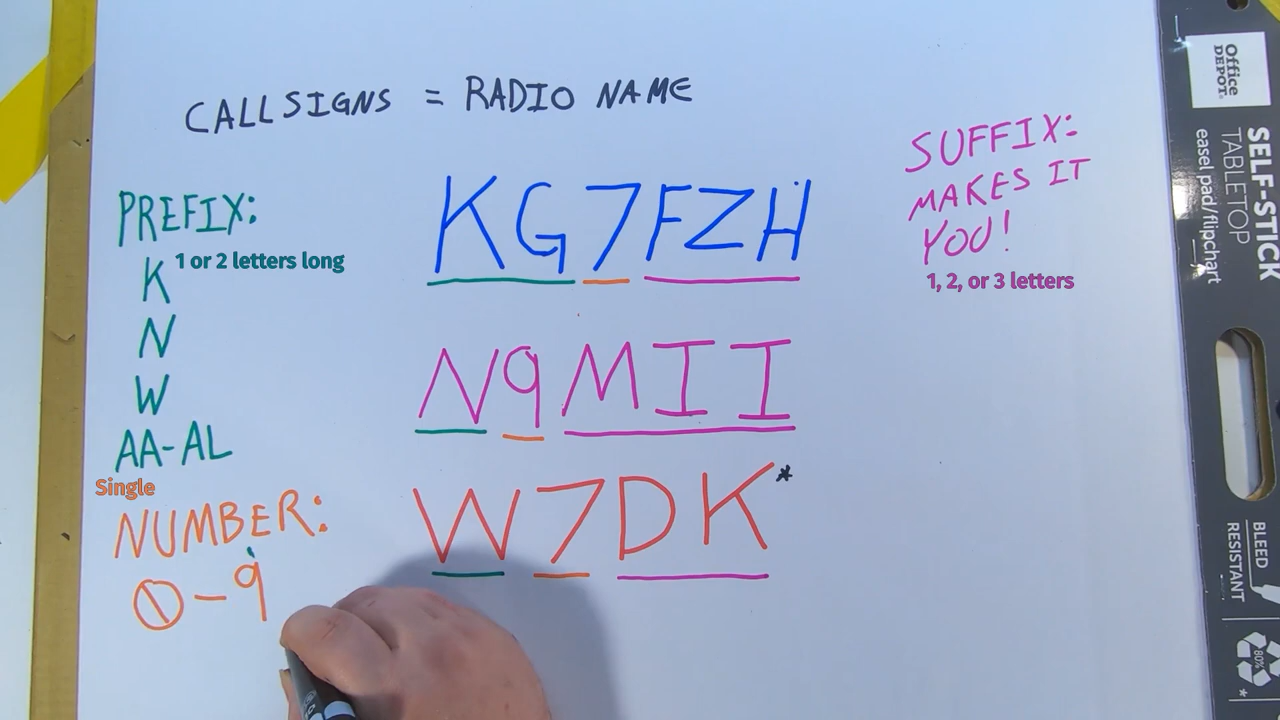 CALLSIGNS = RADIO NAME
PREFIX:
1 or 2 letters long
K
N
W
AA-AL
Single
NUMBER:
0-9
KG7FZH
N9MII
W7DK*
SUFFIX:
MAKES IT
YOU!
1, 2, or 3 letters
Office
DEPOT
SELF-STICK
TABLETOP
easel pad/flipchart
BLEED
RESISTANT
80%
*